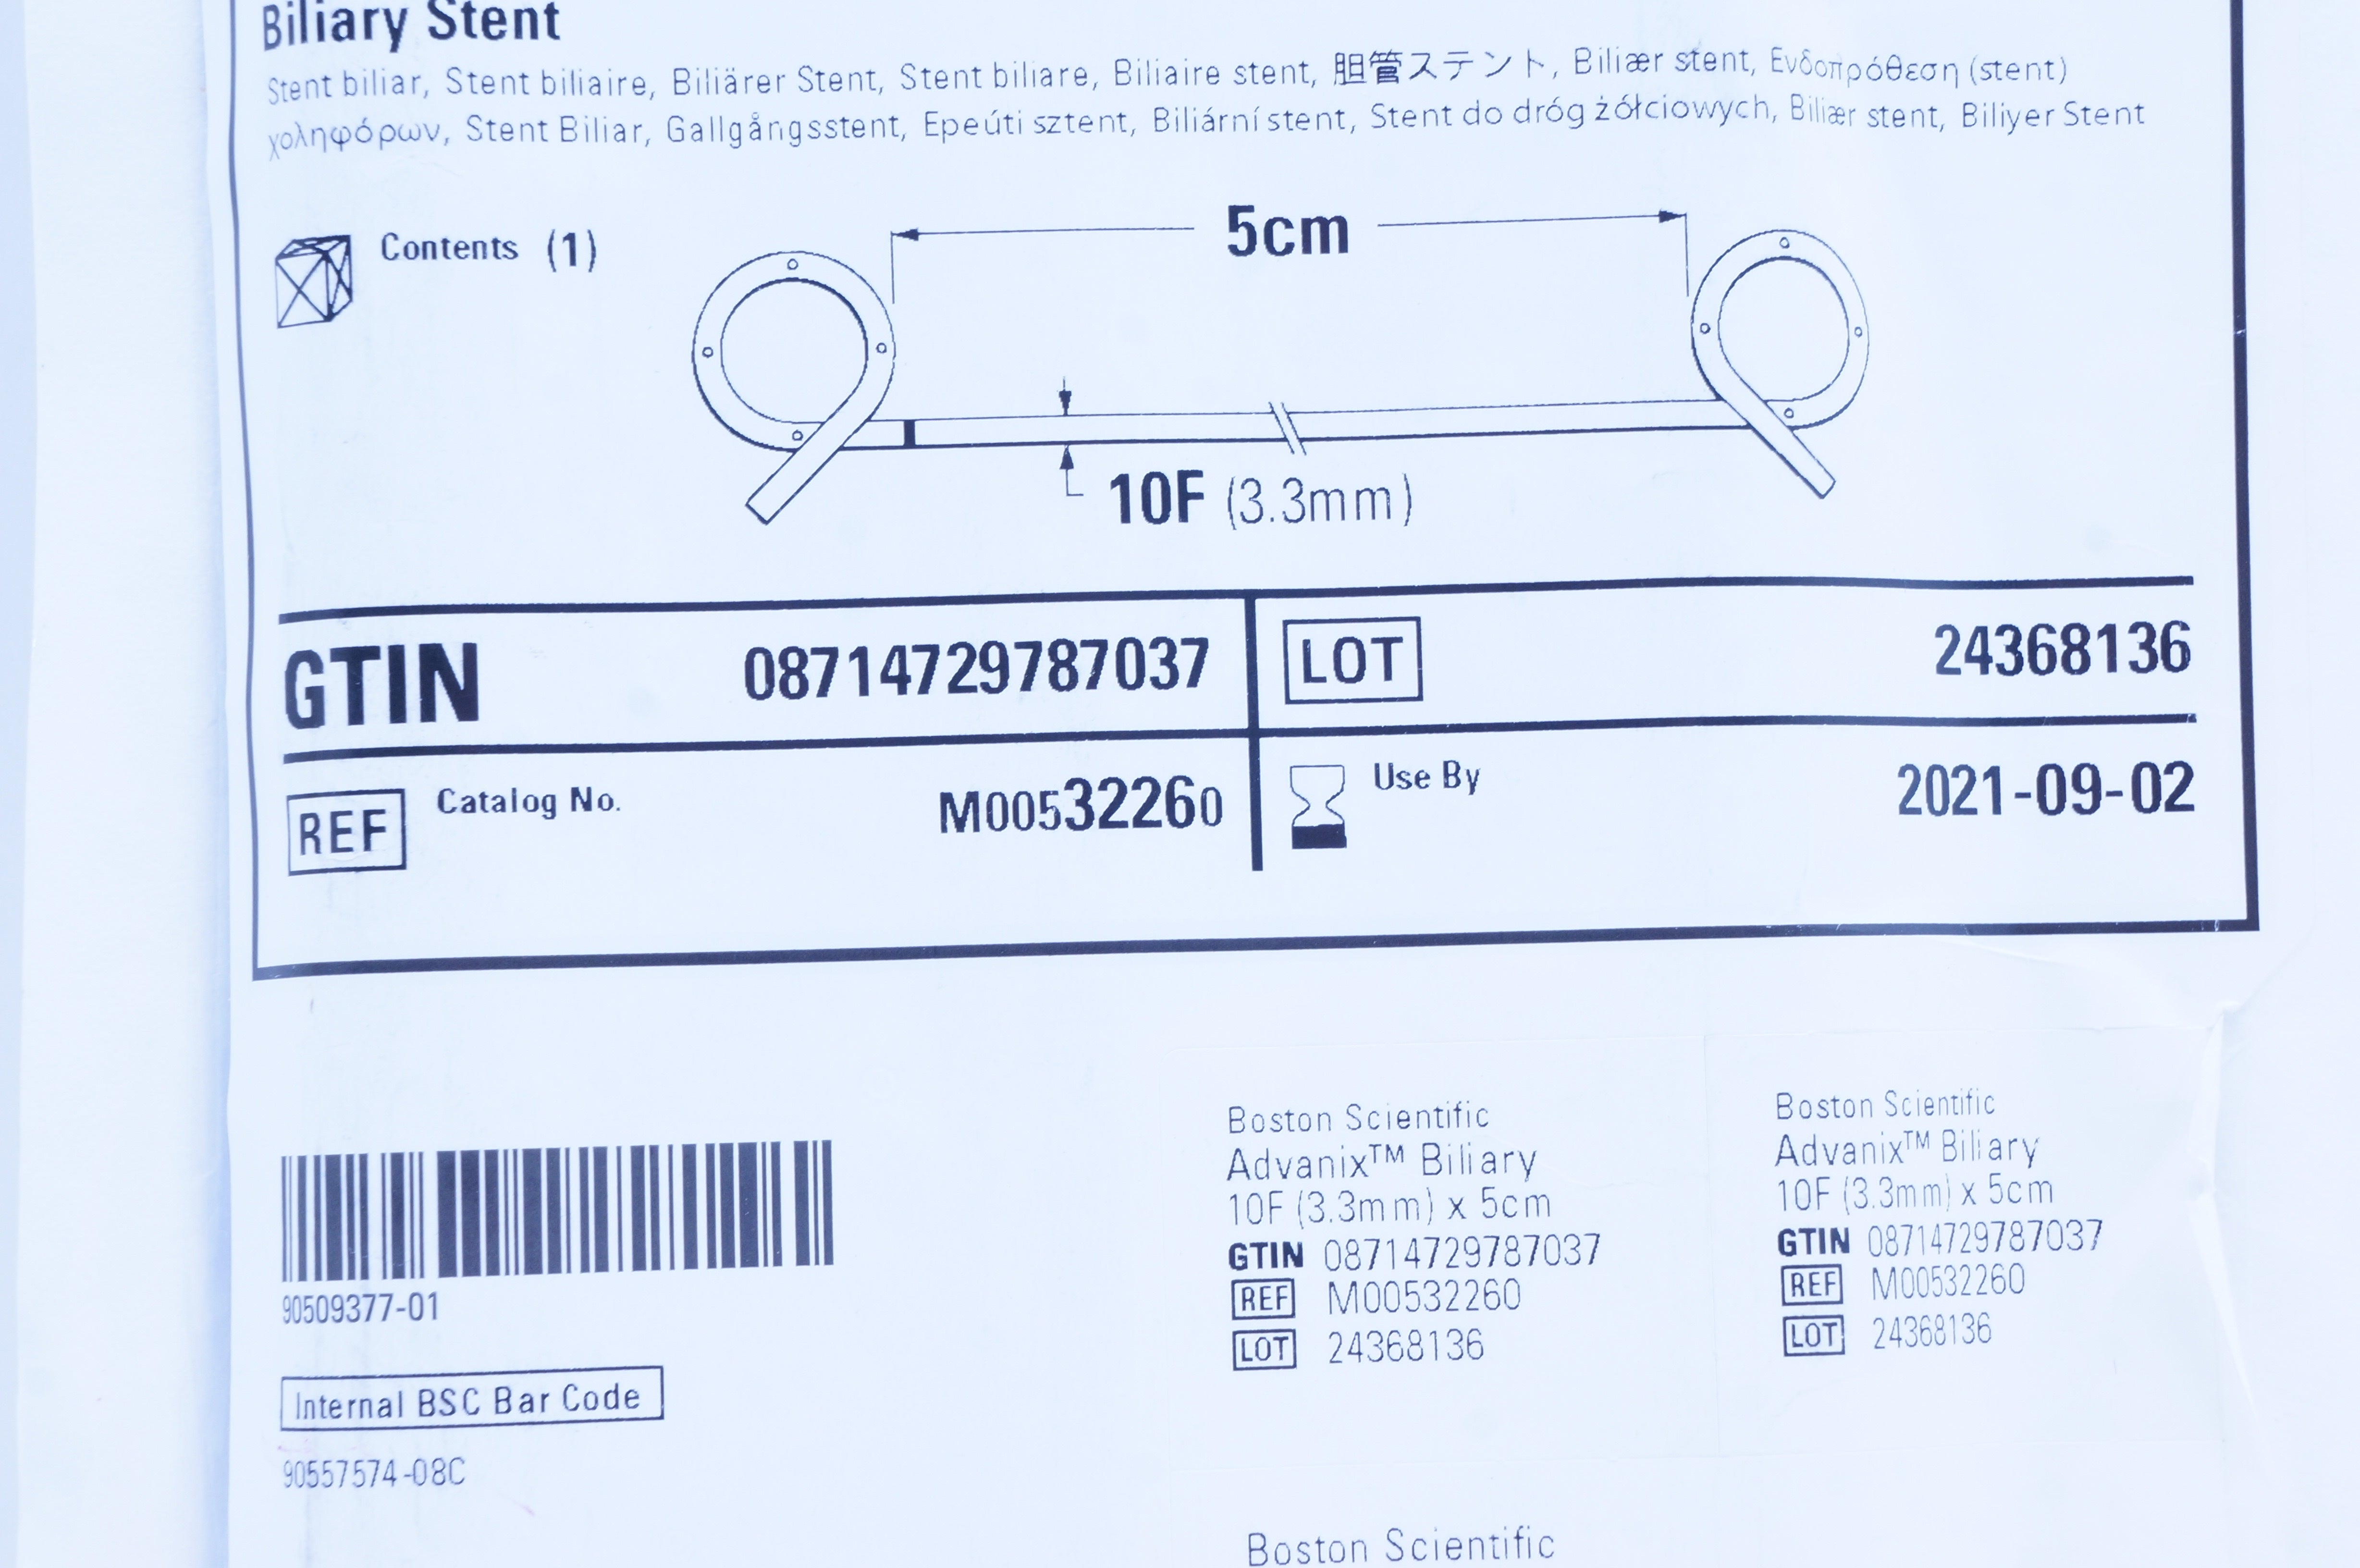 Biliary Stent
Stent biliar, Stent biliaire, Biliärer Stent, Stent biliare, Biliaire stent, 胆管ステント, Biliær stent, Ενδοπρόθεση (stent)
χοληφόρων, Stent Biliar, Gallgångsstent, Epeúti sztent, Biliární stent, Stent do dróg żółciowych, Biliær stent, Biliyer Stent
Contents (1)
5cm
10F (3.3mm)
GTIN 08714729787037
LOT 24368136
REF Catalog No. M00532260
Use By 2021-09-02
90509377-01
Internal BSC Bar Code
90557574-08C
Boston Scientific
Advanix™ Biliary
10F (3.3mm) x 5cm
GTIN 08714729787037
REF M00532260
LOT 24368136
Boston Scientific
Advanix™ Biliary
10F (3.3mm) x 5cm
GTIN 08714729787037
REF M00532260
LOT 24368136
Boston Scientific